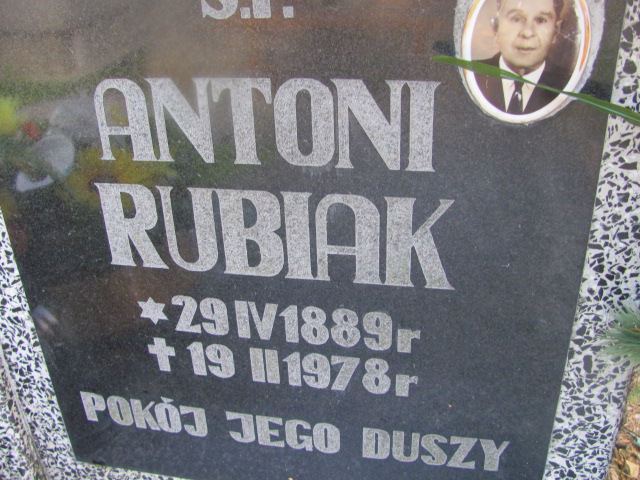 Ś.P.
ANTONI
RUBIAK
* 29 IV 1889 r
† 19 II 1978 r
POKÓJ JEGO DUSZY